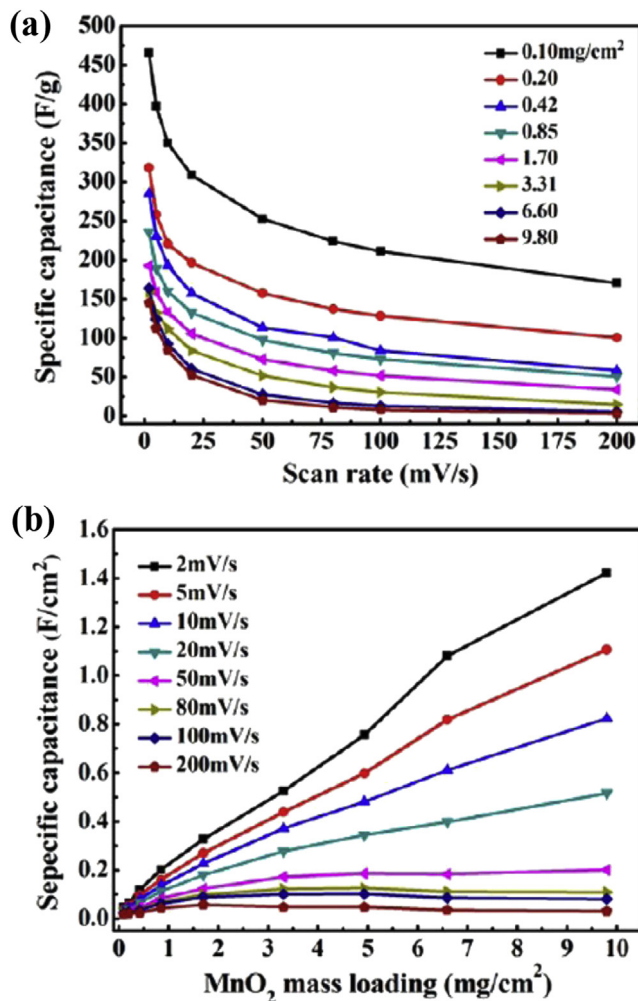 (a)
500
450
400
350
300
250
200
150
100
50
0
Specific capacitance (F/g)
0.10mg/cm²
0.20
0.42
0.85
1.70
3.31
6.60
9.80
0 25 50 75 100 125 150 175 200
Scan rate (mV/s)
(b)
1.6
1.4
1.2
1.0
0.8
0.6
0.4
0.2
0.0
Sepecific capacitance (F/cm²)
2mV/s
5mV/s
10mV/s
20mV/s
50mV/s
80mV/s
100mV/s
200mV/s
0 1 2 3 4 5 6 7 8 9 10
MnO₂ mass loading (mg/cm²)